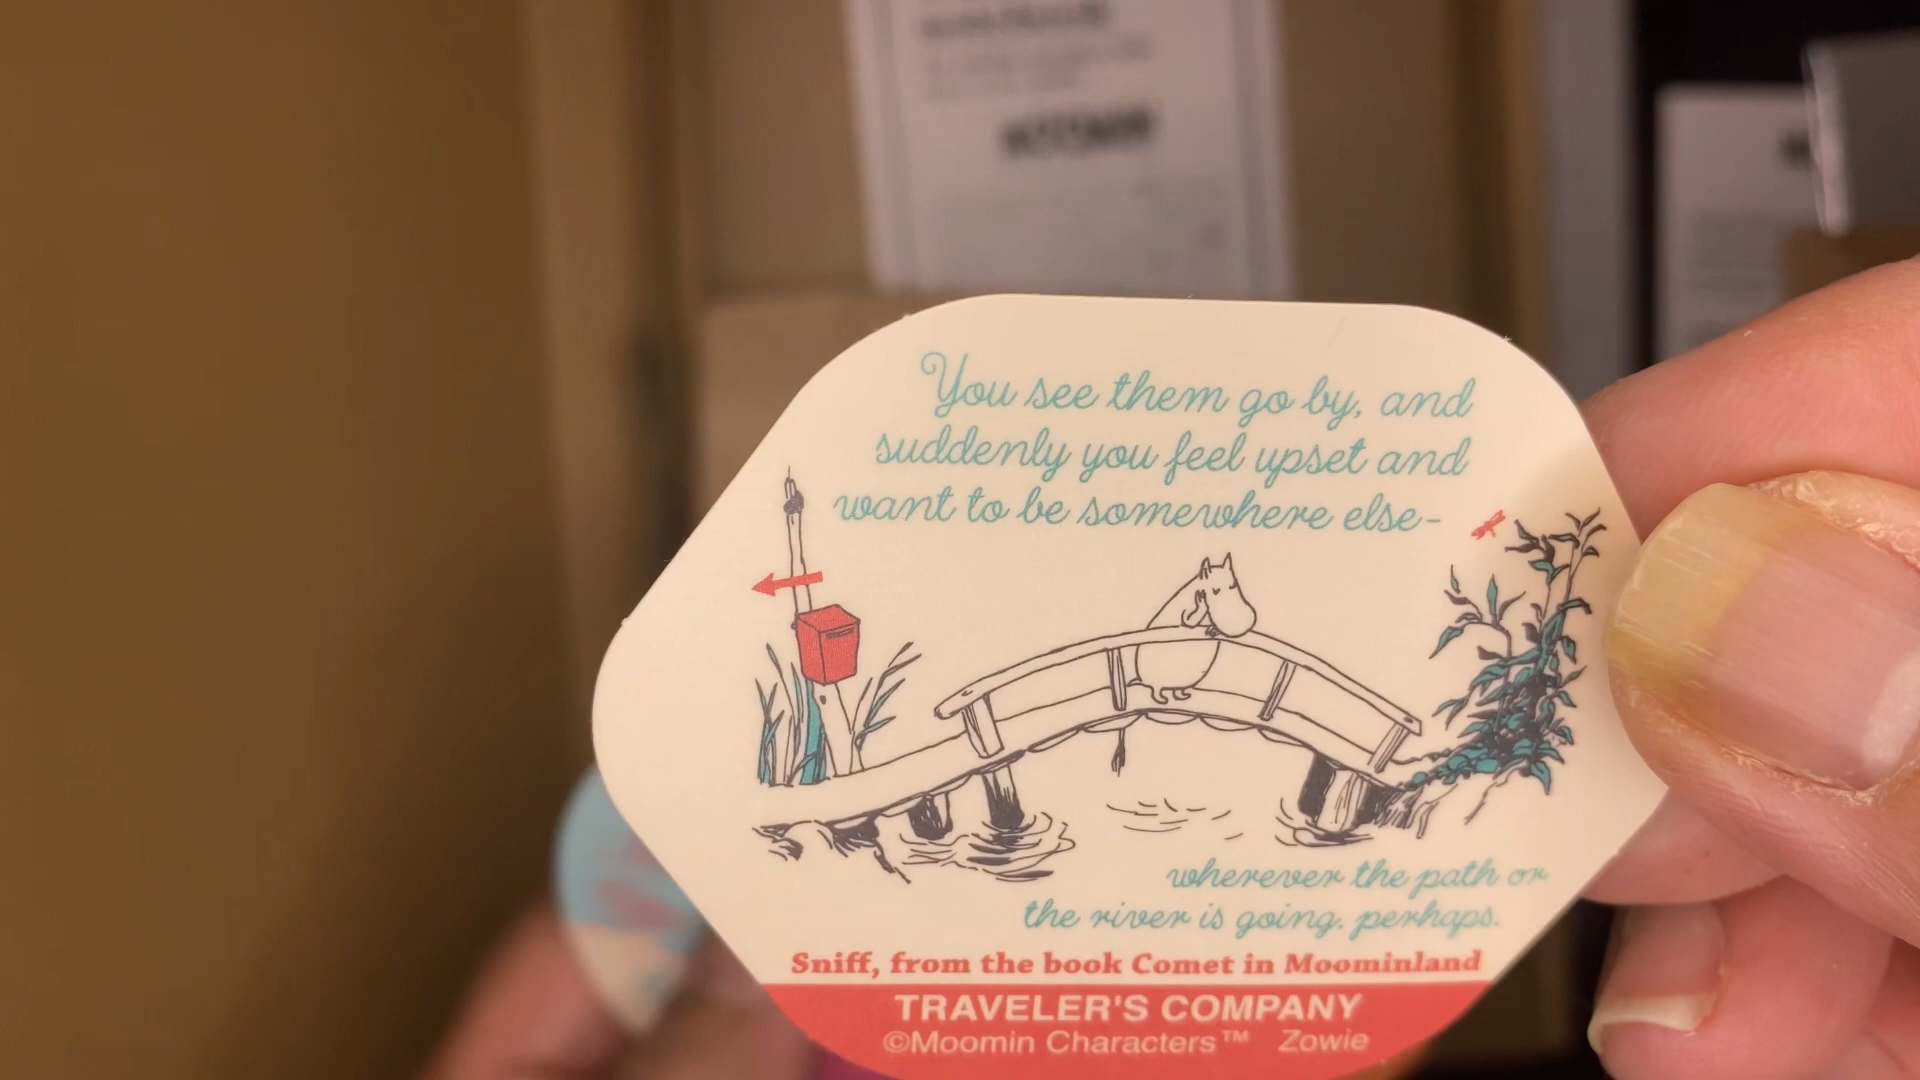 You see them go by, and
suddenly you feel upset and
want to be somewhere else-
wherever the path or
the river is going, perhaps.
Sniff, from the book Comet in Moominland
TRAVELER'S COMPANY
©Moomin Characters™ Zowie